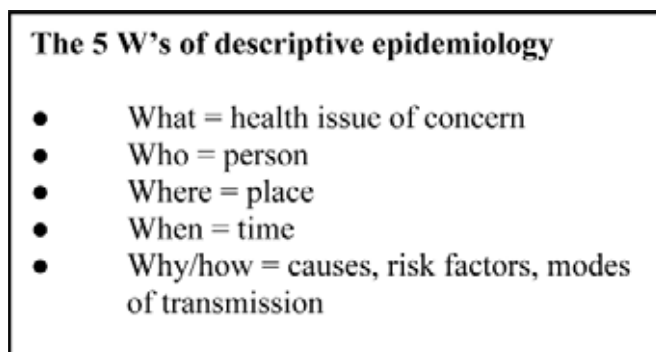 The 5 W's of descriptive epidemiology
● What = health issue of concern
● Who = person
● Where = place
● When = time
● Why/how = causes, risk factors, modes
of transmission